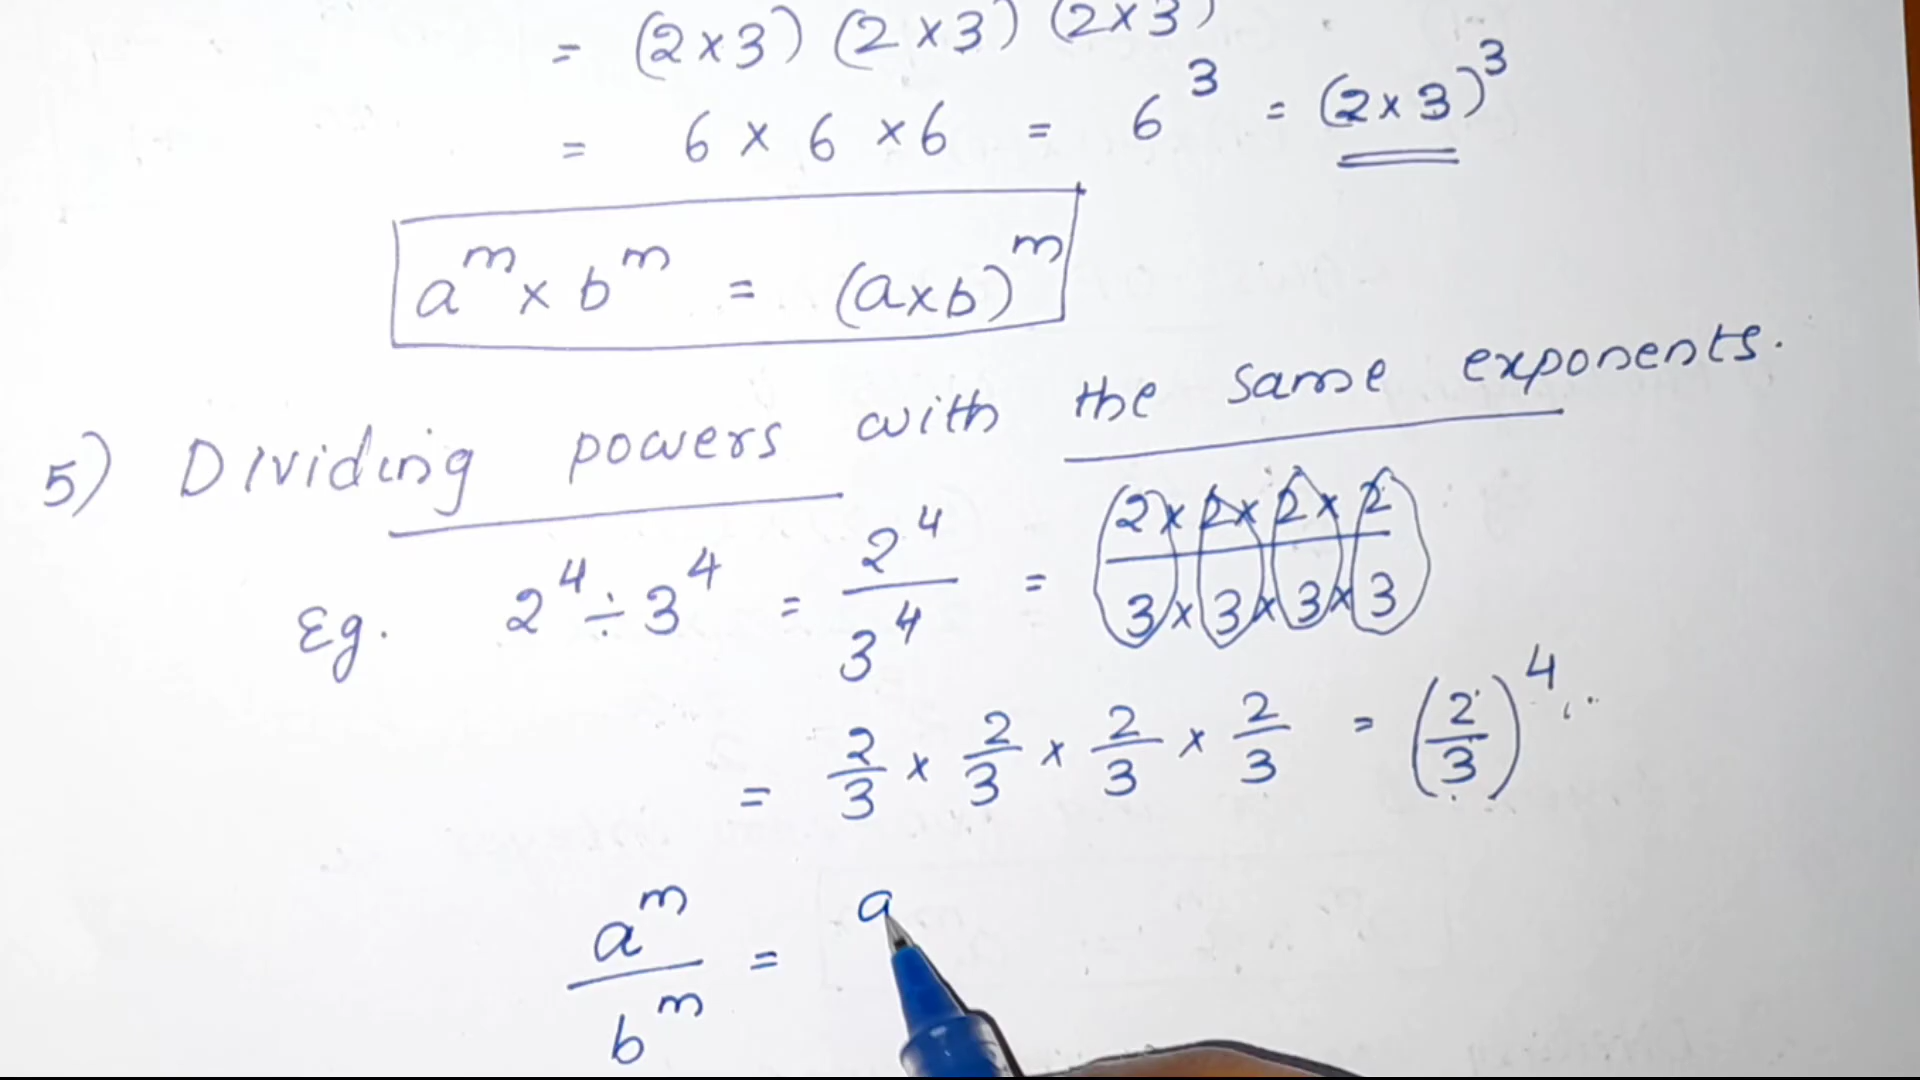 = (2×3) (2×3) (2×3)
= 6 × 6 × 6 = 6³ = (2×3)³
aᵐ × bᵐ = (a×b)ᵐ
5) Dividing powers with the same exponents.
Eg. 2⁴ ÷ 3⁴ = 2⁴/3⁴ = (2×2×2×2)/(3×3×3×3)
= 2/3 × 2/3 × 2/3 × 2/3 = (2/3)⁴.
aᵐ/bᵐ = a